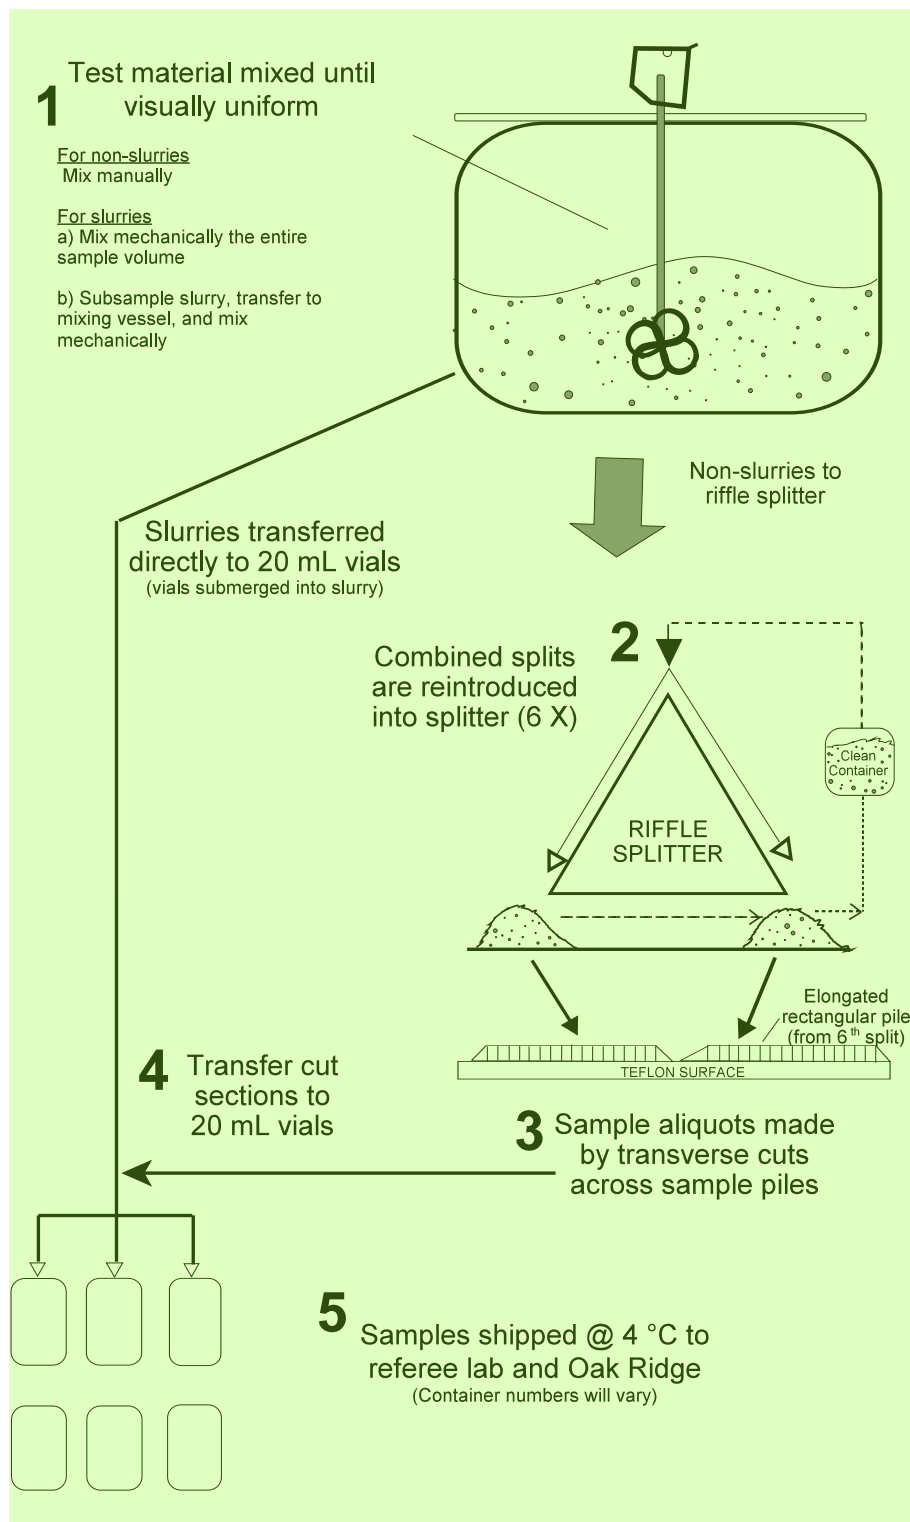 1
Test material mixed until
visually uniform
For non-slurries
Mix manually
For slurries
a) Mix mechanically the entire
sample volume
b) Subsample slurry, transfer to
mixing vessel, and mix
mechanically
Non-slurries to
riffle splitter
Slurries transferred
directly to 20 mL vials
(vials submerged into slurry)
2
Combined splits
are reintroduced
into splitter (6 X)
Clean
Container
RIFFLE
SPLITTER
Elongated
rectangular pile
(from 6th split)
TEFLON SURFACE
3
Sample aliquots made
by transverse cuts
across sample piles
4
Transfer cut
sections to
20 mL vials
5
Samples shipped @ 4 °C to
referee lab and Oak Ridge
(Container numbers will vary)